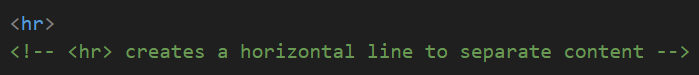 <hr>
<!-- <hr> creates a horizontal line to separate content -->